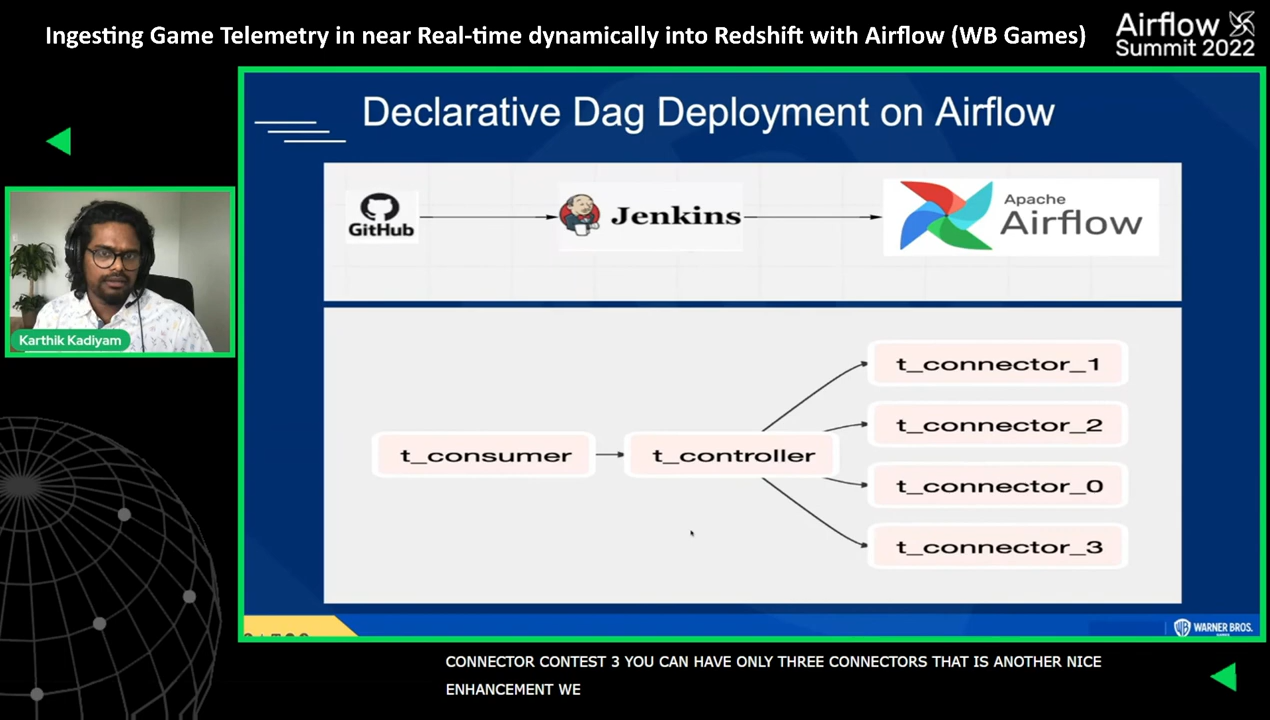 Ingesting Game Telemetry in near Real-time dynamically into Redshift with Airflow (WB Games)
Airflow
Summit 2022
Declarative Dag Deployment on Airflow
GitHub
Jenkins
Apache
Airflow
Karthik Kadiyam
t_connector_1
t_connector_2
t_consumer
t_controller
t_connector_0
t_connector_3
WARNER BROS.
GAMES
CONNECTOR CONTEST 3 YOU CAN HAVE ONLY THREE CONNECTORS THAT IS ANOTHER NICE
ENHANCEMENT WE